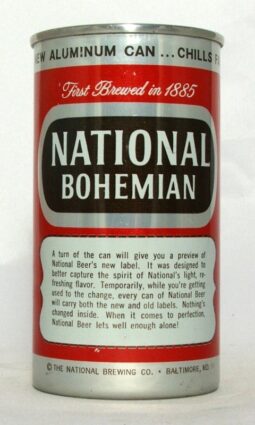 NEW ALUMINUM CAN ... CHILLS
First Brewed in 1885
NATIONAL
BOHEMIAN
A turn of the can will give you a preview of
National Beer's new label. It was designed to
better capture the spirit of National's light, re-
freshing flavor. Temporarily, while you're getting
used to the change, every can of National Beer
will carry both the new and old labels. Nothing's
changed inside. When it comes to perfection,
National Beer lets well enough alone!
© THE NATIONAL BREWING CO. • BALTIMORE, MD.